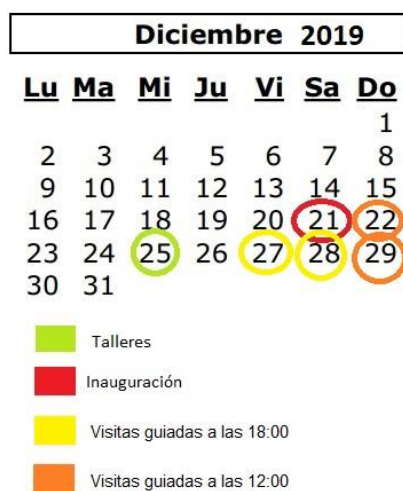 Diciembre 2019
Lu Ma Mi Ju Vi Sa Do
1
2 3 4 5 6 7 8
9 10 11 12 13 14 15
16 17 18 19 20 21 22
23 24 25 26 27 28 29
30 31
Talleres
Inauguración
Visitas guiadas a las 18:00
Visitas guiadas a las 12:00